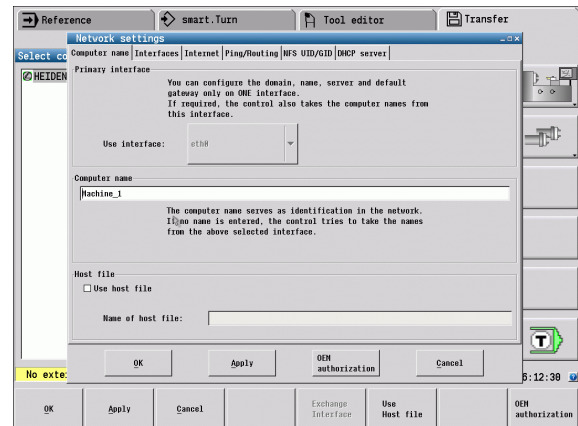 Reference
smart.Turn
Tool editor
Transfer
Network settings
Select co
Computer name Interfaces Internet Ping/Routing NFS UID/GID DHCP server
HEIDEN
Primary interface
You can configure the domain, name, server and default
gateway only on ONE interface.
If required, the control also takes the computer names from
this interface.
Use interface:
ethH
Computer name
Machine_1
The computer name serves as identification in the network.
If no name is entered, the control tries to take the names
from the above selected interface.
Host file
Use host file
Name of host file:
T
OK
Apply
OEM
authorization
Cancel
No exte
6:12:30
OK
Apply
Cancel
Exchange
Interface
Use
Host file
OEM
authorization